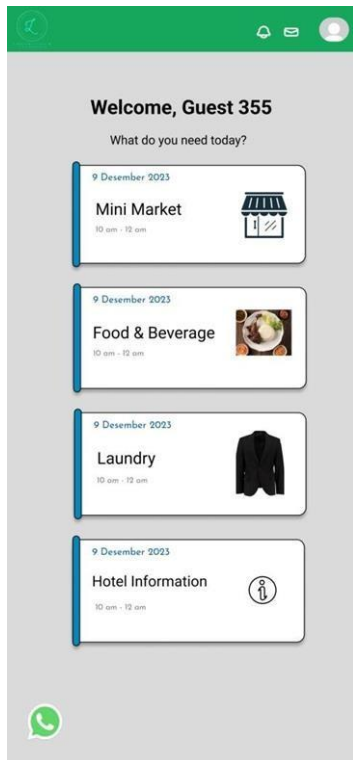 Welcome, Guest 355
What do you need today?
9 Desember 2023
Mini Market
10 am - 12 am
9 Desember 2023
Food & Beverage
10 am - 12 am
9 Desember 2023
Laundry
10 am - 12 am
9 Desember 2023
Hotel Information
10 am - 12 am